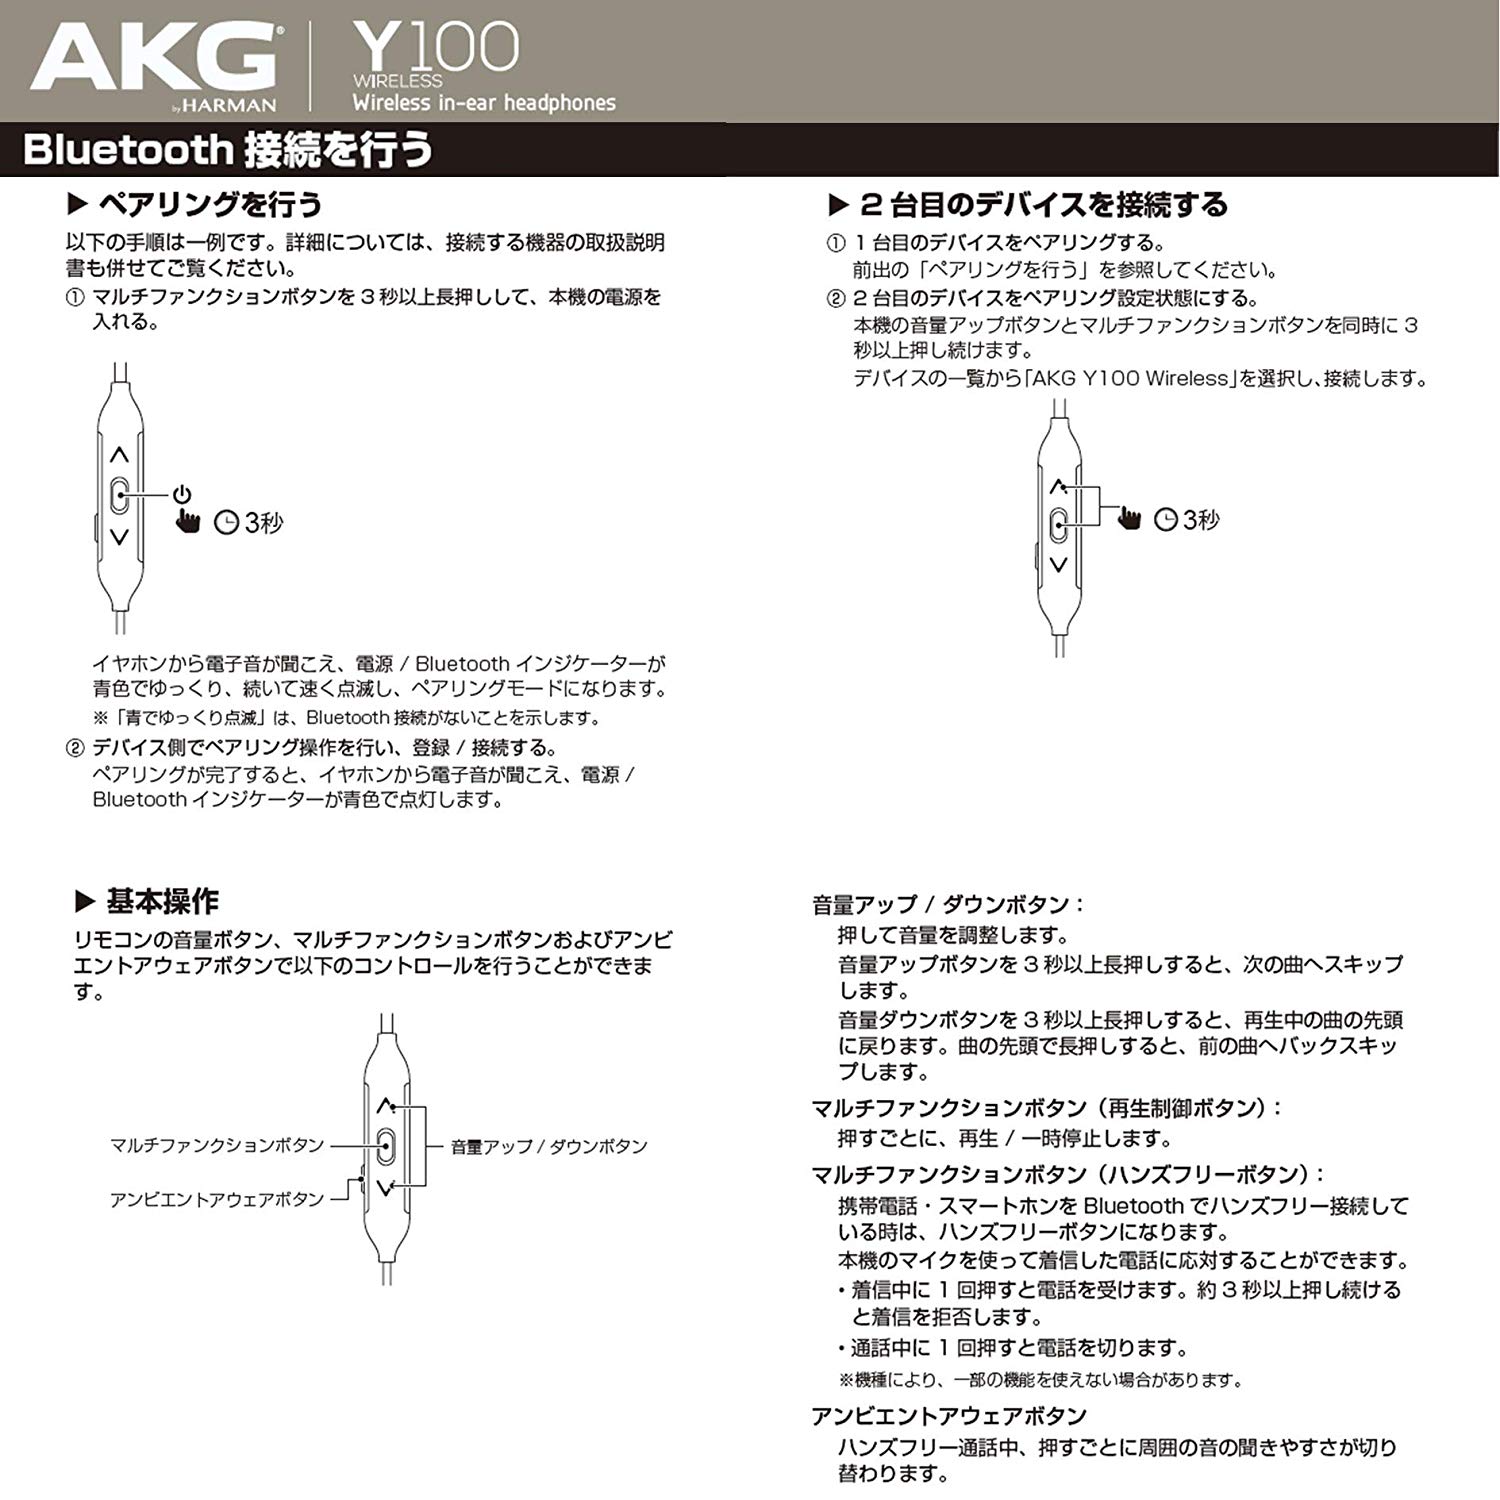 AKG®
by HARMAN
Y100
WIRELESS
Wireless in-ear headphones
Bluetooth 接続を行う
▶ ペアリングを行う
以下の手順は一例です。詳細については、接続する機器の取扱説明
書も併せてご覧ください。
① マルチファンクションボタンを 3 秒以上長押しして、本機の電源を
入れる。
3秒
イヤホンから電子音が聞こえ、電源 / Bluetooth インジケーターが
青色でゆっくり、続いて速く点滅し、ペアリングモードになります。
※「青でゆっくり点滅」は、Bluetooth 接続がないことを示します。
② デバイス側でペアリング操作を行い、登録 / 接続する。
ペアリングが完了すると、イヤホンから電子音が聞こえ、電源 /
Bluetooth インジケーターが青色で点灯します。
▶ 2 台目のデバイスを接続する
① 1 台目のデバイスをペアリングする。
前出の「ペアリングを行う」を参照してください。
② 2 台目のデバイスをペアリング設定状態にする。
本機の音量アップボタンとマルチファンクションボタンを同時に 3
秒以上押し続けます。
デバイスの一覧から「AKG Y100 Wireless」を選択し、接続します。
3秒
▶ 基本操作
リモコンの音量ボタン、マルチファンクションボタンおよびアンビ
エントアウェアボタンで以下のコントロールを行うことができま
す。
マルチファンクションボタン
音量アップ / ダウンボタン
アンビエントアウェアボタン
音量アップ / ダウンボタン：
押して音量を調整します。
音量アップボタンを 3 秒以上長押しすると、次の曲へスキップ
します。
音量ダウンボタンを 3 秒以上長押しすると、再生中の曲の先頭
に戻ります。曲の先頭で長押しすると、前の曲へバックスキッ
プします。
マルチファンクションボタン（再生制御ボタン）：
押すごとに、再生 / 一時停止します。
マルチファンクションボタン（ハンズフリーボタン）：
携帯電話・スマートホンを Bluetooth でハンズフリー接続して
いる時は、ハンズフリーボタンになります。
本機のマイクを使って着信した電話に応対することができます。
・着信中に 1 回押すと電話を受けます。約 3 秒以上押し続ける
と着信を拒否します。
・通話中に 1 回押すと電話を切ります。
※機種により、一部の機能を使えない場合があります。
アンビエントアウェアボタン
ハンズフリー通話中、押すごとに周囲の音の聞きやすさが切り
替わります。